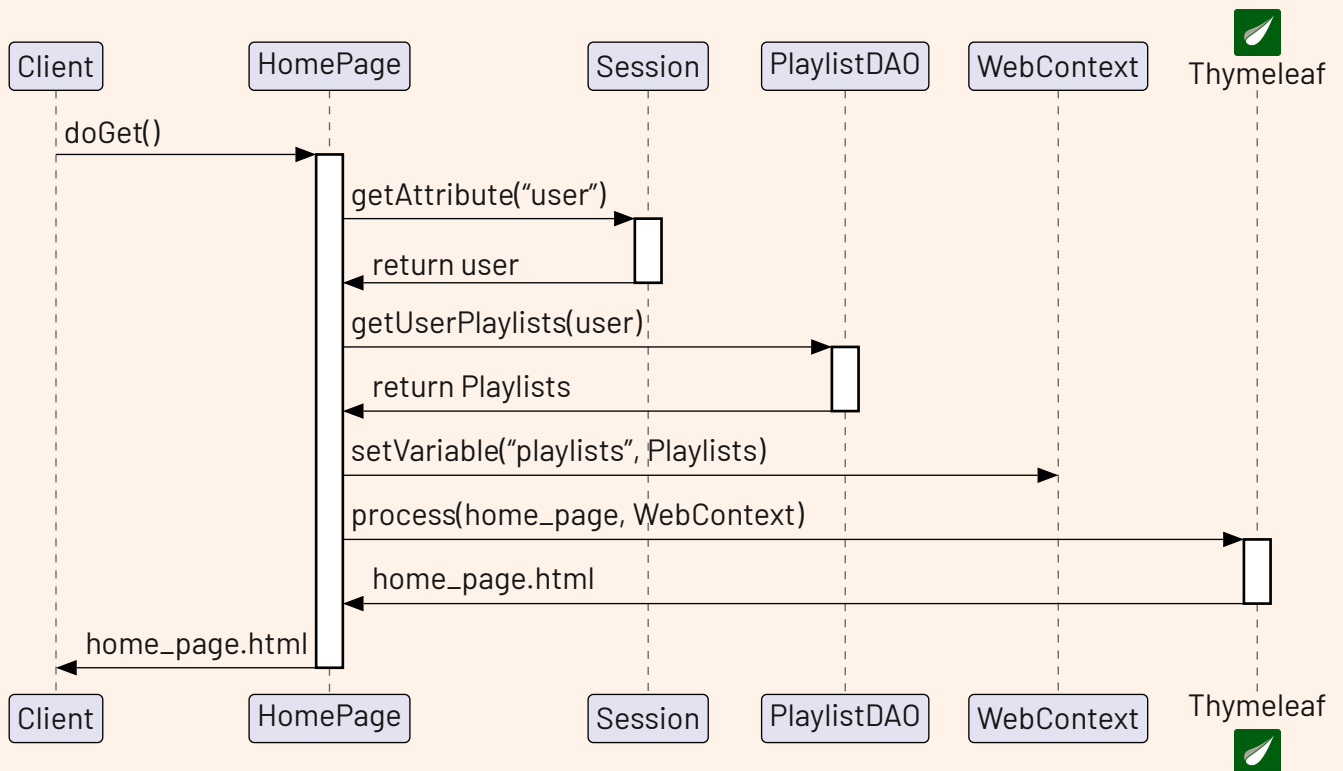 Client HomePage Session PlaylistDAO WebContext Thymeleaf
doGet()
getAttribute(“user”)
return user
getUserPlaylists(user)
return Playlists
setVariable(“playlists”, Playlists)
process(home_page, WebContext)
home_page.html
home_page.html
Client HomePage Session PlaylistDAO WebContext Thymeleaf